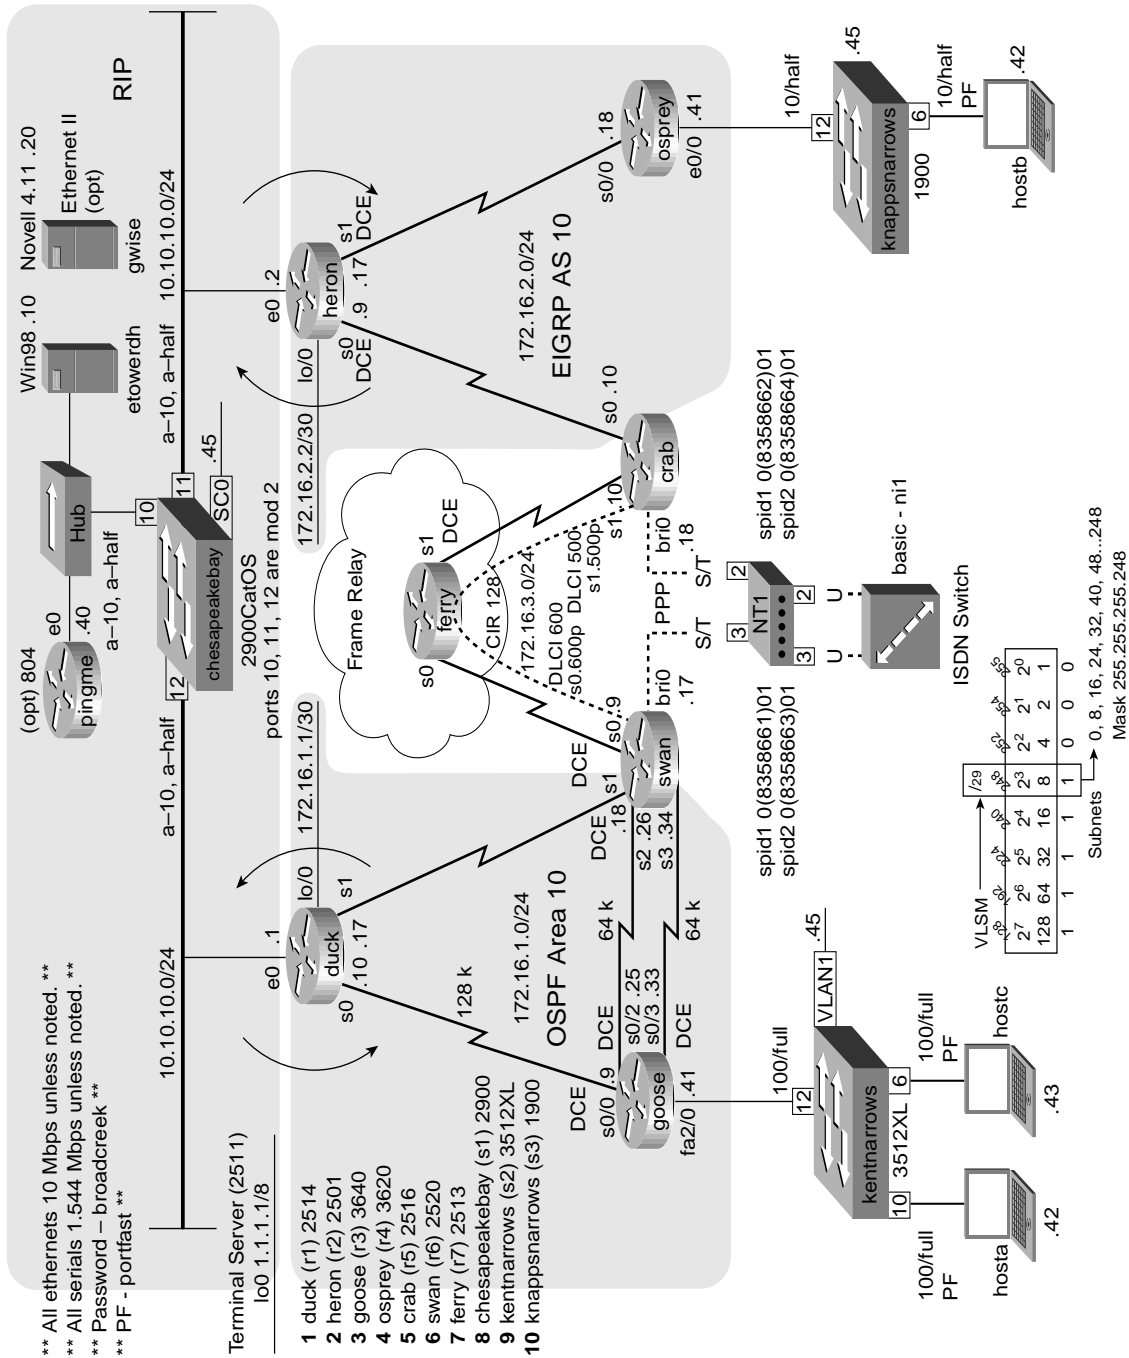 ** All ethernets 10 Mbps unless noted. **
** All serials 1.544 Mbps unless noted. **
** Password – broadcreek **
** PF - portfast **
(opt) 804
pingme
e0
.40
a–10, a–half
Hub
Win98 .10
etowerdh
Novell 4.11 .20
Ethernet II
(opt)
gwise
RIP
10.10.10.0/24
a–10, a–half
12
10
11
a–10, a–half
10.10.10.0/24
chesapeakebay
SC0
.45
2900CatOS
ports 10, 11, 12 are mod 2
Terminal Server (2511)
lo0 1.1.1.1/8
1 duck (r1) 2514
2 heron (r2) 2501
3 goose (r3) 3640
4 osprey (r4) 3620
5 crab (r5) 2516
6 swan (r6) 2520
7 ferry (r7) 2513
8 chesapeakebay (s1) 2900
9 kentnarrows (s2) 3512XL
10 knappsnarrows (s3) 1900
e0
.1
duck
lo/0
172.16.1.1/30
s0
.10
.17
s1
e0
.2
heron
lo/0
172.16.2.2/30
s0
DCE
.9
.17
s1
DCE
Frame Relay
ferry
s0
s1
DCE
CIR 128
172.16.3.0/24
DLCI 600
s0.600p
DLCI 500
s1.500p
128 k
172.16.1.0/24
OSPF Area 10
172.16.2.0/24
EIGRP AS 10
DCE
s0/0
.9
goose
fa2/0
.41
DCE
s0/2 .25
s0/3 .33
DCE
64 k
64 k
DCE
.18
s2 .26
s3 .34
DCE
s1
s0
.9
swan
bri0
.17
s1
.10
s0
.10
crab
bri0
.18
PPP
S/T
S/T
s0/0
.18
osprey
e0/0
.41
spid1 0(8358661)01
spid2 0(8358663)01
spid1 0(8358662)01
spid2 0(8358664)01
3
2
NT1
3
2
U
U
basic - ni1
ISDN Switch
100/full
12
VLAN1
.45
kentnarrows
3512XL
10
6
100/full
PF
100/full
PF
hosta
.42
hostc
.43
10/half
12
.45
knappsnarrows
1900
6
10/half
PF
hostb
.42
VLSM
/29
128 192 224 240 248 252 254 255
2⁷ 2⁶ 2⁵ 2⁴ 2³ 2² 2¹ 2⁰
128 64 32 16 8 4 2 1
1 1 1 1 1 0 0 0
Subnets
0, 8, 16, 24, 32, 40, 48...248
Mask 255.255.255.248